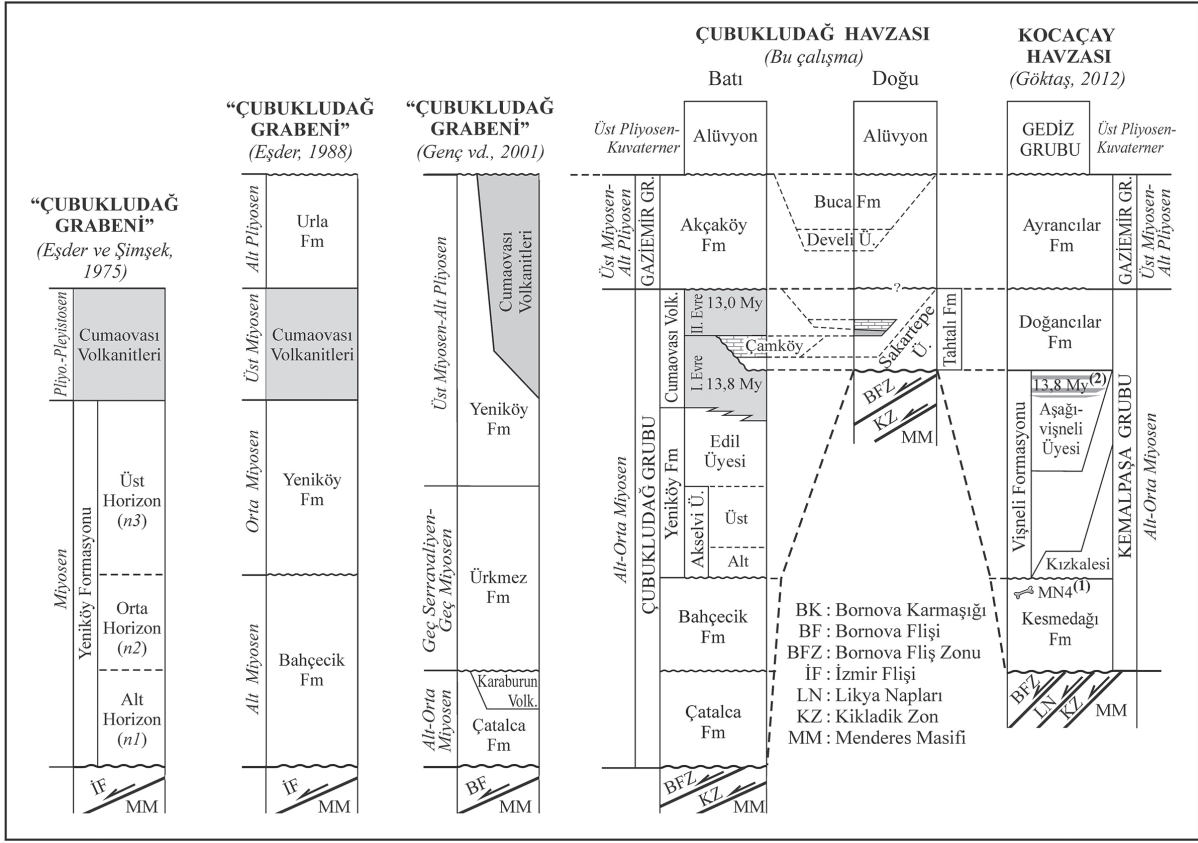 “ÇUBUKLUDAĞ
GRABENİ”
(Eşder ve Şimşek,
1975)
Pliyo.-Pleyistosen
Cumaovası
Volkanitleri
Miyosen
Yeniköy Formasyonu
Üst
Horizon
(n3)
Orta
Horizon
(n2)
Alt
Horizon
(n1)
İF
MM
“ÇUBUKLUDAĞ
GRABENİ”
(Eşder, 1988)
Alt Pliyosen
Urla
Fm
Üst Miyosen
Cumaovası
Volkanitleri
Orta Miyosen
Yeniköy
Fm
Alt Miyosen
Bahçecik
Fm
İF
MM
“ÇUBUKLUDAĞ
GRABENİ”
(Genç vd., 2001)
Üst Miyosen-Alt Pliyosen
Cumaovası
Volkanitleri
Yeniköy
Fm
Geç Serravaliyen-
Geç Miyosen
Ürkmez
Fm
Alt-Orta
Miyosen
Karaburun
Volk.
Çatalca
Fm
BF
MM
ÇUBUKLUDAĞ HAVZASI
(Bu çalışma)
Batı
Doğu
Üst Pliyosen-
Kuvaterner
Alüvyon
Alüvyon
Üst Miyosen-
Alt Pliyosen
GAZİEMİR GR.
Akçaköy
Fm
Buca Fm
Develi Ü.
Alt-Orta Miyosen
ÇUBUKLUDAĞ GRUBU
Cumaovası Volk.
II. Evre
13,0 My
I. Evre
13,8 My
Çamköy
?
Sakartepe
Ü.
Tahtalı Fm
BFZ
KZ
MM
Yeniköy Fm
Edil
Üyesi
Akselvi Ü.
Üst
Alt
Bahçecik
Fm
Çatalca
Fm
BFZ
KZ
MM
BK : Bornova Karmaşığı
BF : Bornova Flişi
BFZ : Bornova Fliş Zonu
İF : İzmir Flişi
LN : Likya Napları
KZ : Kikladik Zon
MM : Menderes Masifi
KOCAÇAY
HAVZASI
(Göktaş, 2012)
GEDİZ
GRUBU
Üst Pliyosen-
Kuvaterner
Ayrancılar
Fm
GAZİEMİR GR.
Üst Miyosen-
Alt Pliyosen
Doğancılar
Fm
Vişneli Formasyonu
13,8 My(2)
Aşağı-
vişneli
Üyesi
Kızkalesi
KEMALPAŞA GRUBU
Alt-Orta Miyosen
MN4(1)
Kesmedağı
Fm
BFZ
LN
KZ
MM